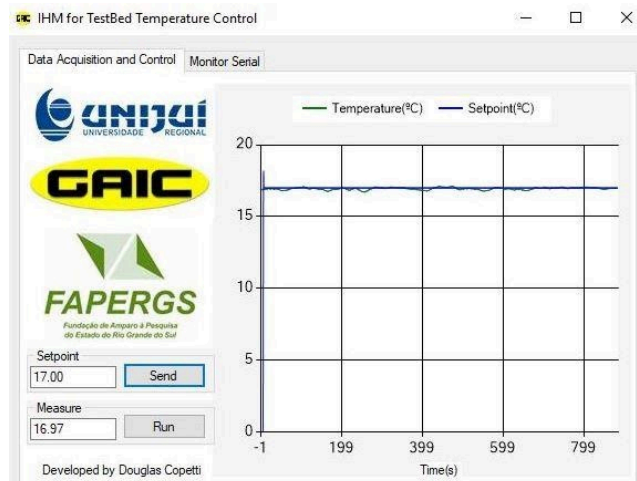 GAIC IHM for TestBed Temperature Control
Data Acquisition and Control Monitor Serial
UNIJUÍ
UNIVERSIDADE REGIONAL
GAIC
FAPERGS
Fundação de Amparo à Pesquisa
do Estado do Rio Grande do Sul
Setpoint
17.00 Send
Measure
16.97 Run
Developed by Douglas Copetti
Temperature(ºC) Setpoint(ºC)
20
15
10
5
0
-1 199 399 599 799
Time(s)